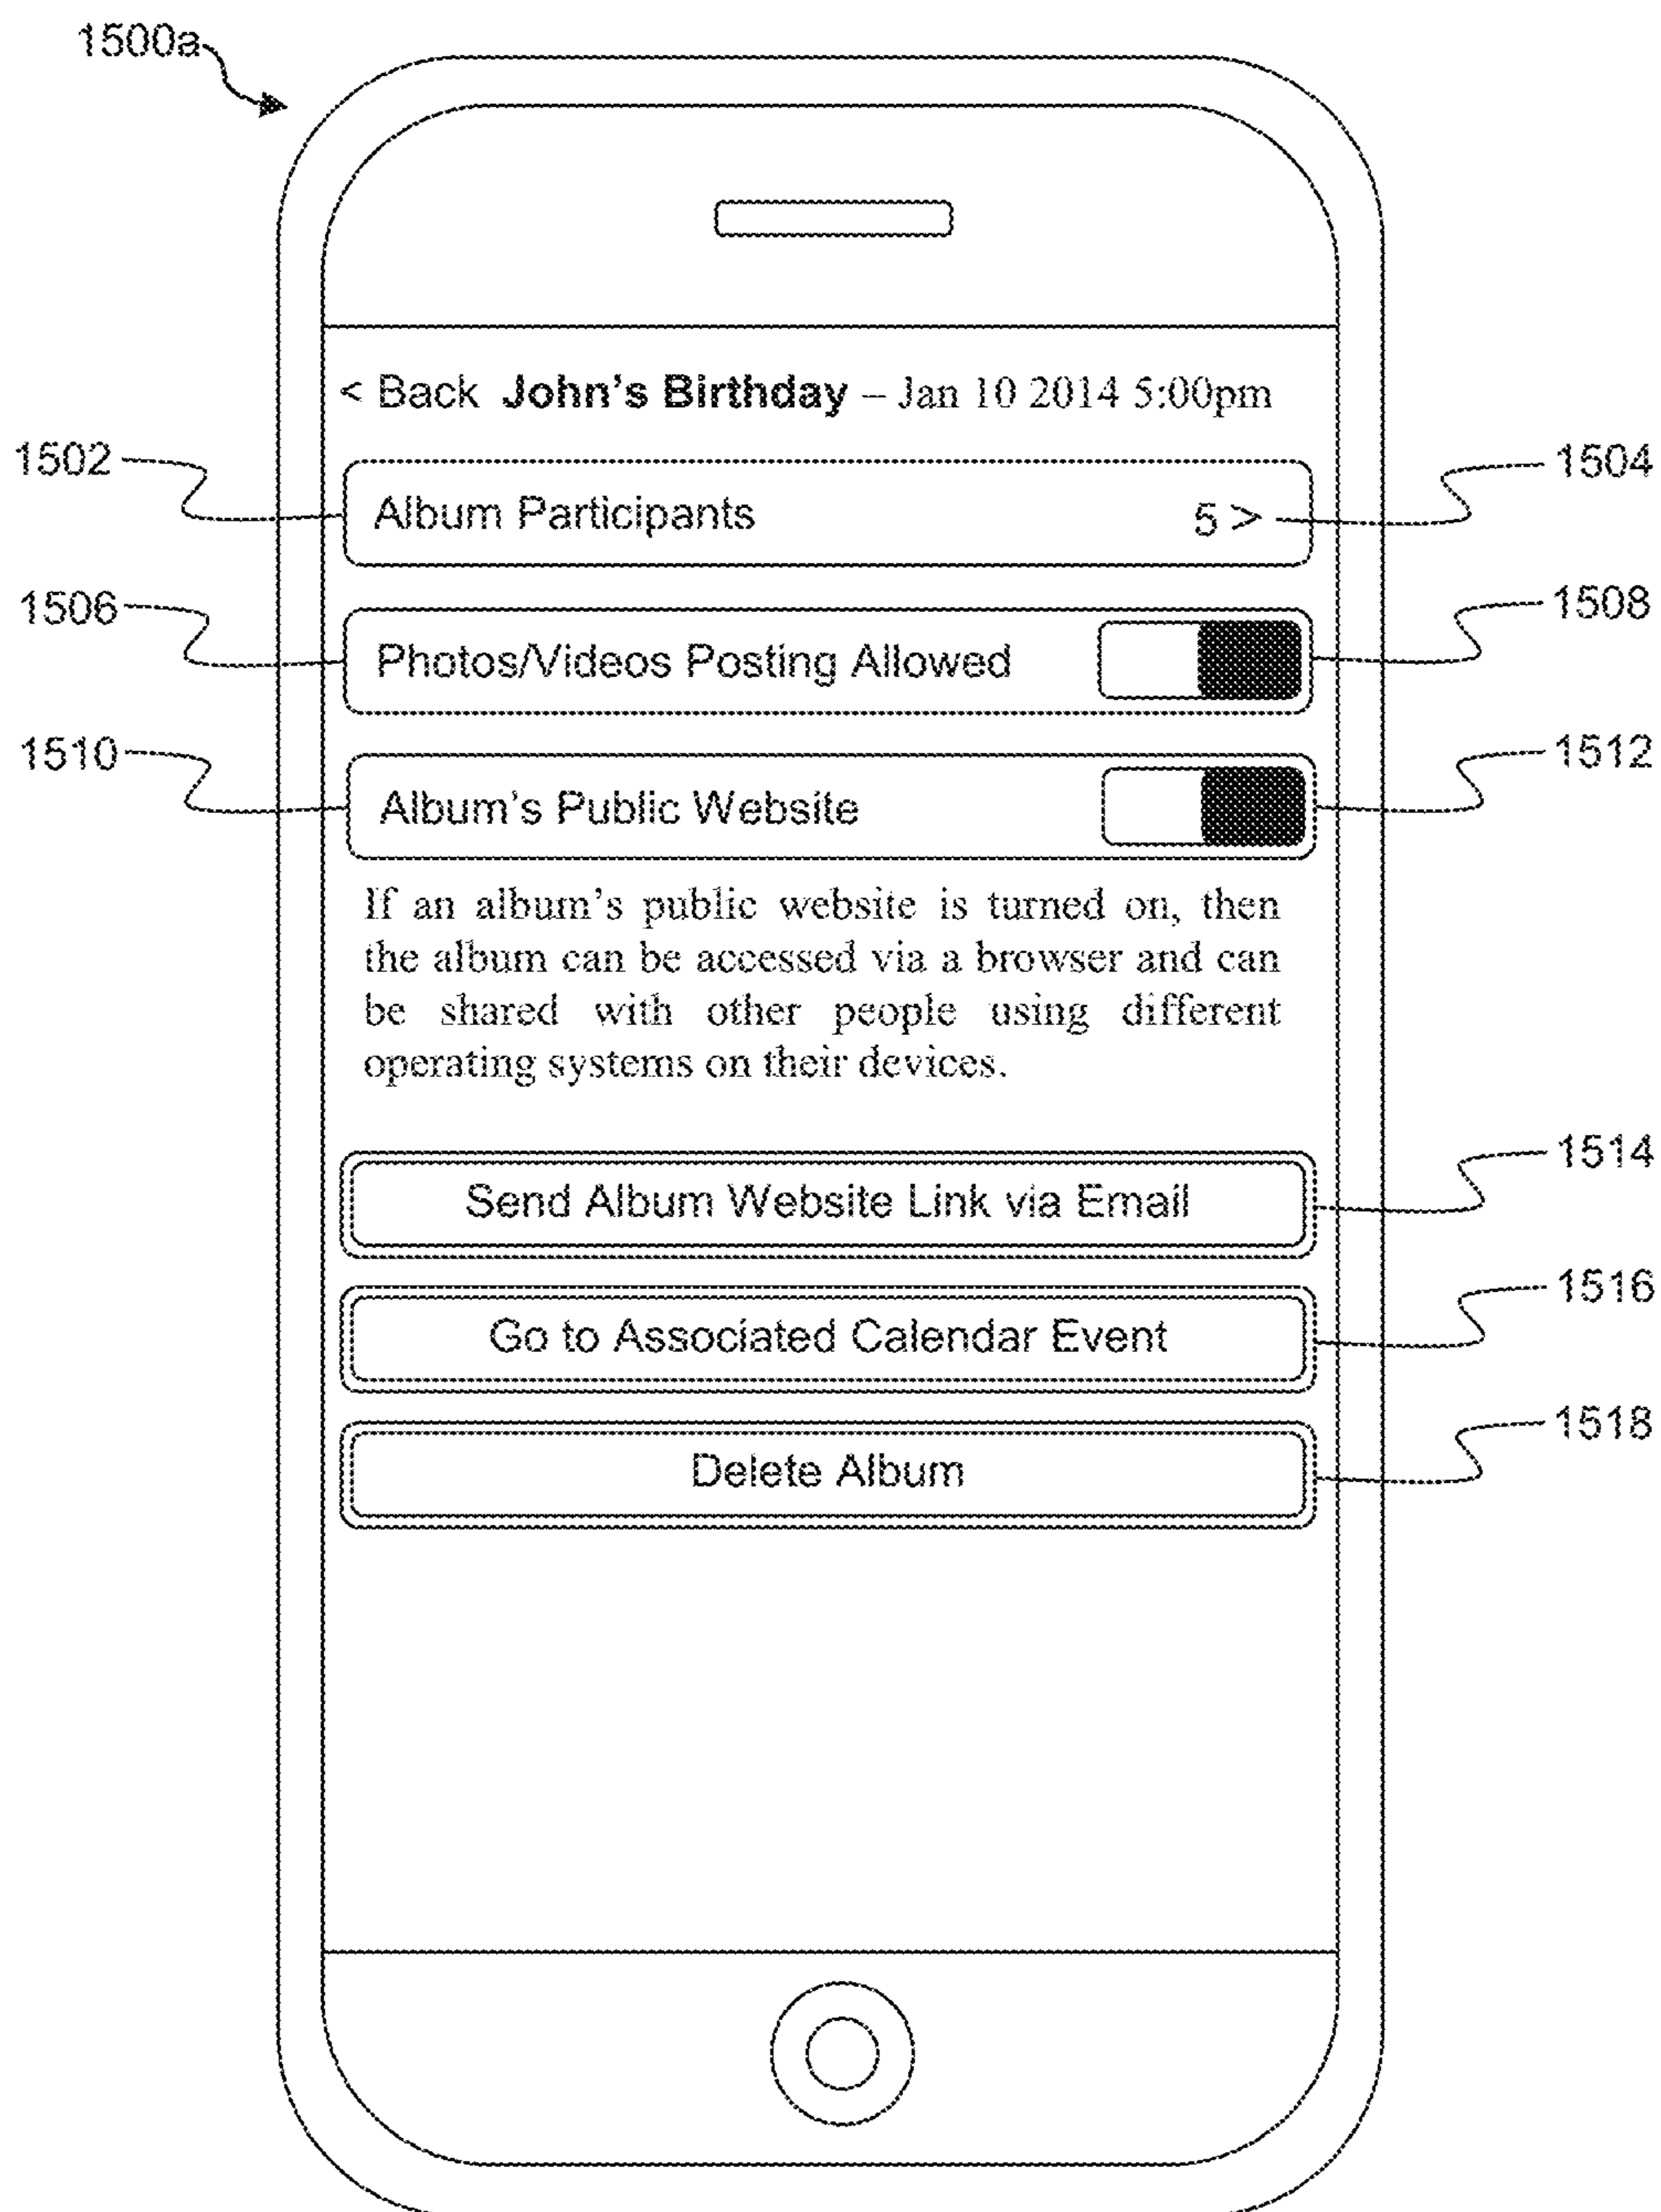 1500a
< Back John's Birthday – Jan 10 2014 5:00pm
1502
Album Participants 5 >
1504
1506
Photos/Videos Posting Allowed
1508
1510
Album's Public Website
1512
If an album's public website is turned on, then
the album can be accessed via a browser and can
be shared with other people using different
operating systems on their devices.
Send Album Website Link via Email
1514
Go to Associated Calendar Event
1516
Delete Album
1518